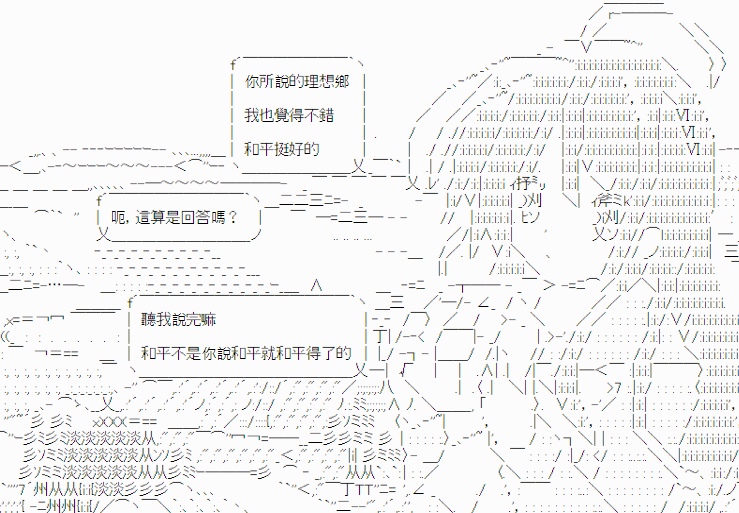 你所說的理想鄉
我也覺得不錯
和平挺好的
呃，這算是回答嗎？
聽我說完嘛
和平不是你說和平就和平得了的